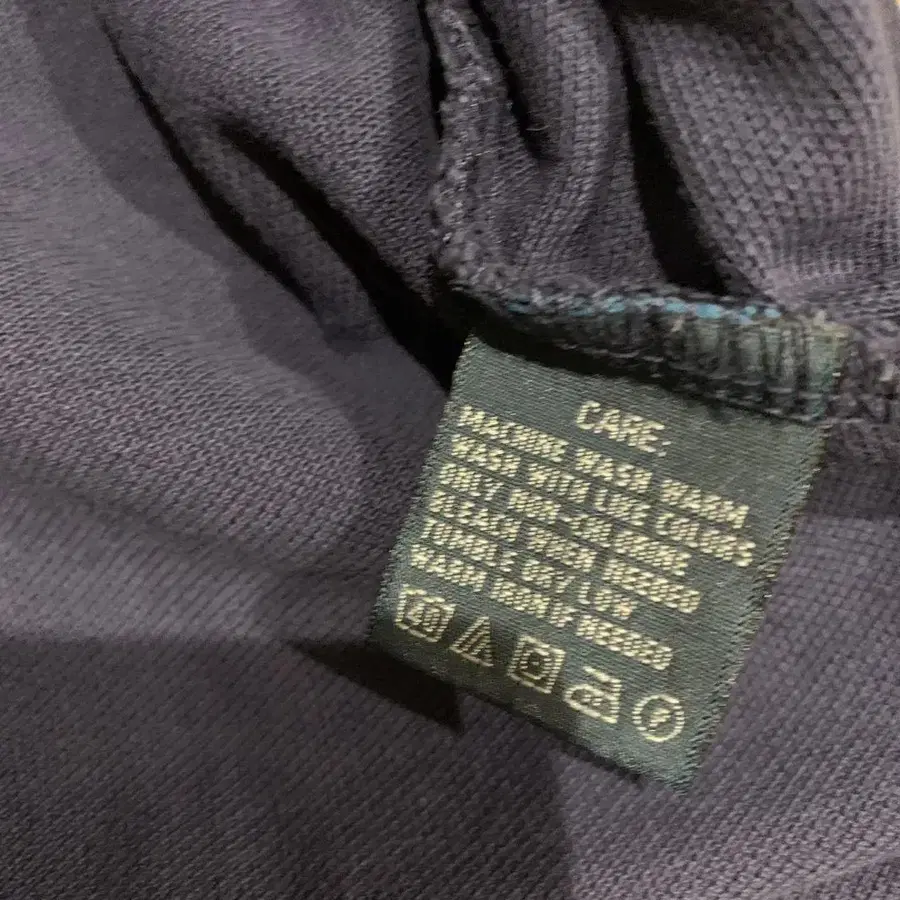 CARE:
MACHINE WASH WARM
WASH WITH LIKE COLORS
ONLY NON-CHLORINE
BLEACH WHEN NEEDED
TUMBLE DRY LOW
WARM IRON IF NEEDED
40 F